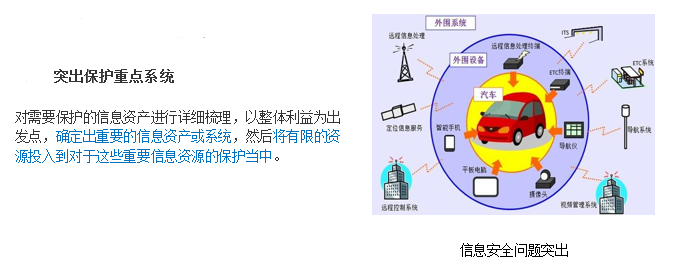 突出保护重点系统
对需要保护的信息资产进行详细梳理，以整体利益为出
发点，确定出重要的信息资产或系统，然后将有限的资
源投入到对于这些重要信息资源的保护当中。
外围系统
远程信息处理
远程信息处理终端
ITS
外围设备
ETC系统
ETC终端
汽车
定位信息服务
智能手机
导航仪
导航系统
平板电脑
摄像头
远程控制系统
视频管理系统
信息安全问题突出